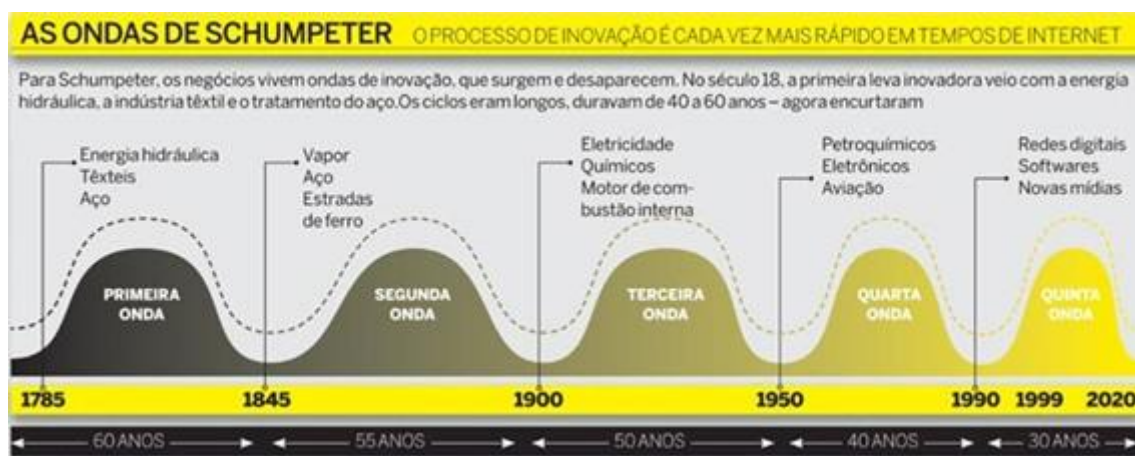 AS ONDAS DE SCHUMPETER O PROCESSO DE INOVAÇÃO É CADA VEZ MAIS RÁPIDO EM TEMPOS DE INTERNET
Para Schumpeter, os negócios vivem ondas de inovação, que surgem e desaparecem. No século 18, a primeira leva inovadora veio com a energia
hidráulica, a indústria têxtil e o tratamento do aço.Os ciclos eram longos, duravam de 40 a 60 anos – agora encurtaram
Energia hidráulica
Têxteis
Aço
Vapor
Aço
Estradas
de ferro
Eletricidade
Químicos
Motor de com-
bustão interna
Petroquímicos
Eletrônicos
Aviação
Redes digitais
Softwares
Novas mídias
PRIMEIRA
ONDA
SEGUNDA
ONDA
TERCEIRA
ONDA
QUARTA
ONDA
QUINTA
ONDA
1785 1845 1900 1950 1990 1999 2020
60 ANOS 55 ANOS 50 ANOS 40 ANOS 30 ANOS